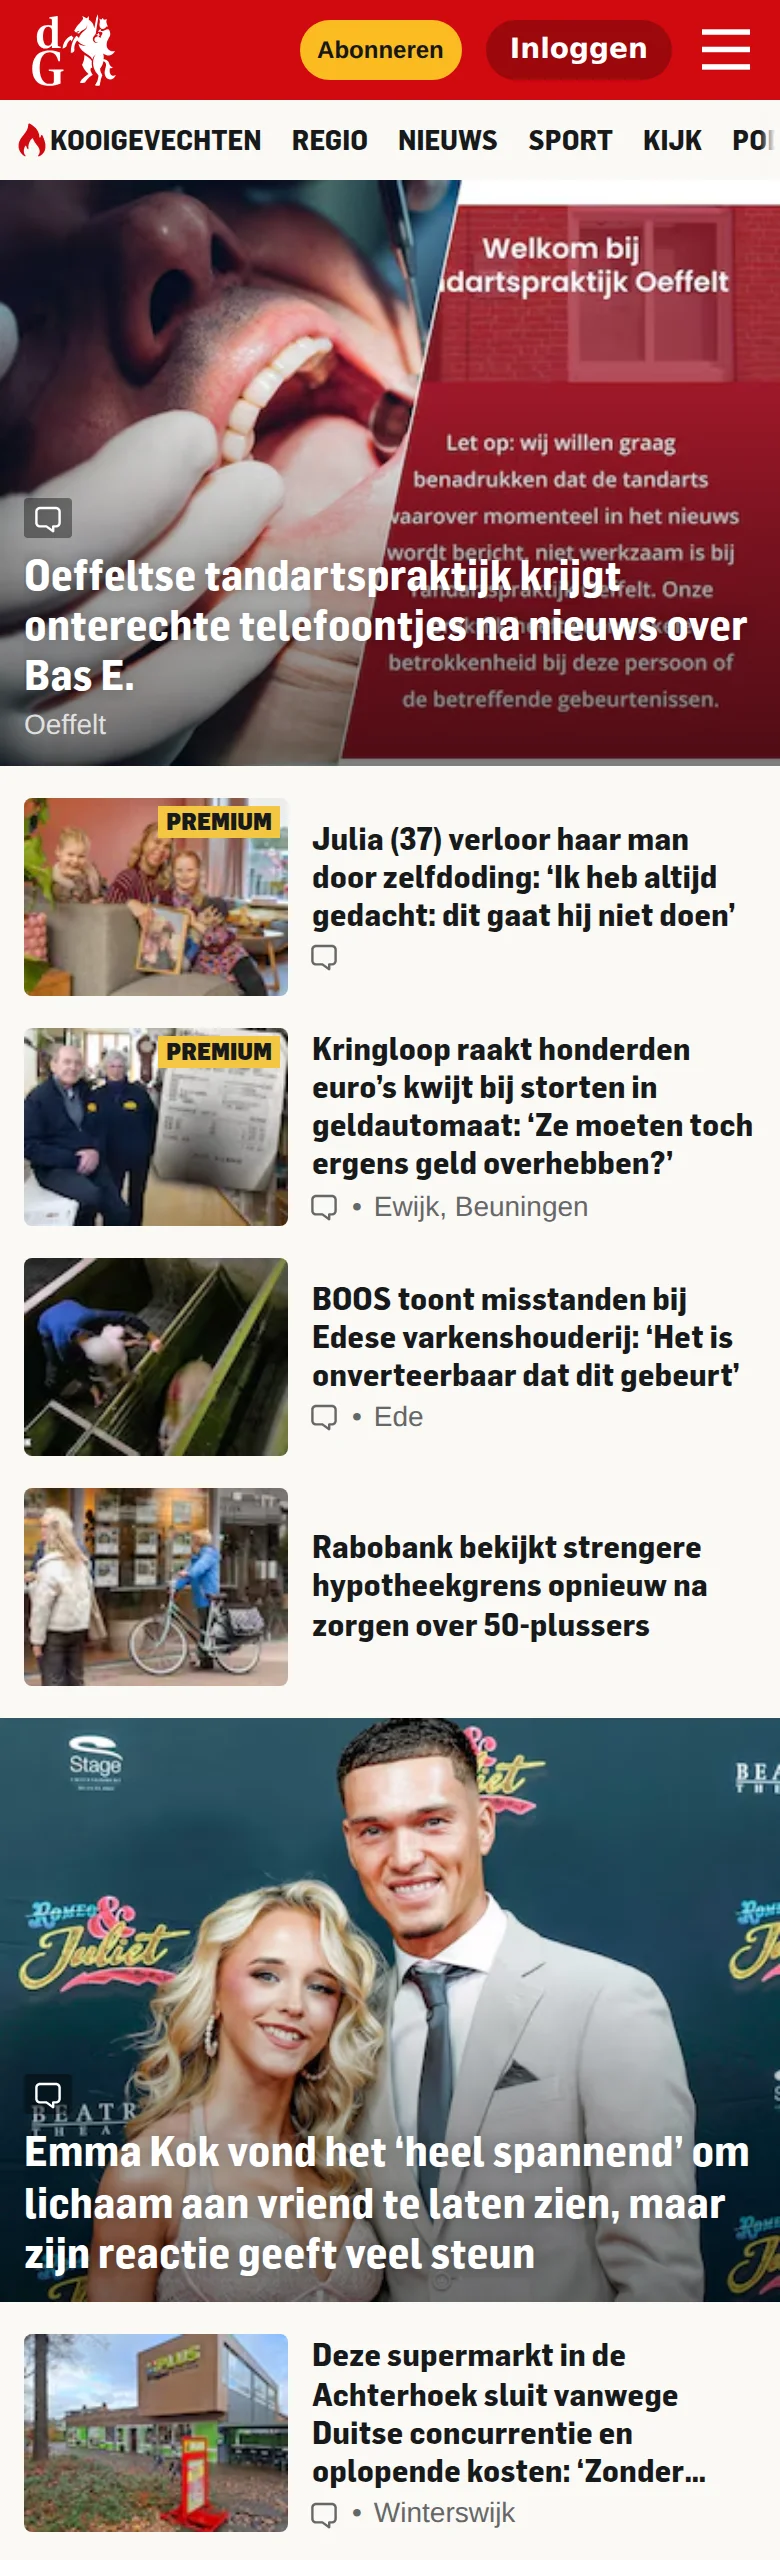 dG
Abonneren
Inloggen
KOOIGEVECHTEN REGIO NIEUWS SPORT KIJK
Welkom bij
dartspraktijk Oeffelt
Let op: wij willen graag
benadrukken dat de tandarts
waarover momenteel in het nieuws
wordt bericht, niet werkzaam is bij
Oeffeltse tandartspraktijk krijgt
onterechte telefoontjes na nieuws over
Bas E.
Oeffelt
betrokkenheid bij deze persoon of
de betreffende gebeurtenissen.
PREMIUM
Julia (37) verloor haar man
door zelfdoding: ‘Ik heb altijd
gedacht: dit gaat hij niet doen’
PREMIUM
Kringloop raakt honderden
euro’s kwijt bij storten in
geldautomaat: ‘Ze moeten toch
ergens geld overhebben?’
• Ewijk, Beuningen
BOOS toont misstanden bij
Edese varkenshouderij: ‘Het is
onverteerbaar dat dit gebeurt’
• Ede
Rabobank bekijkt strengere
hypotheekgrens opnieuw na
zorgen over 50-plussers
Stage
Romeo &
Juliet
Emma Kok vond het ‘heel spannend’ om
lichaam aan vriend te laten zien, maar
zijn reactie geeft veel steun
PLUS
Deze supermarkt in de
Achterhoek sluit vanwege
Duitse concurrentie en
oplopende kosten: ‘Zonder...
• Winterswijk